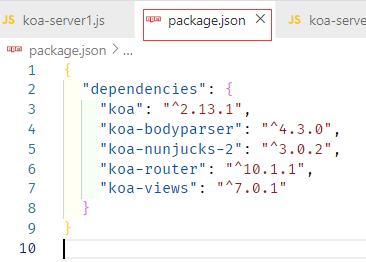 JS koa-server1.js
package.json ×
JS koa-serve
package.json > ...
1 {
2 "dependencies": {
3 "koa": "^2.13.1",
4 "koa-bodyparser": "^4.3.0",
5 "koa-nunjucks-2": "^3.0.2",
6 "koa-router": "^10.1.1",
7 "koa-views": "^7.0.1"
8 }
9 }
10